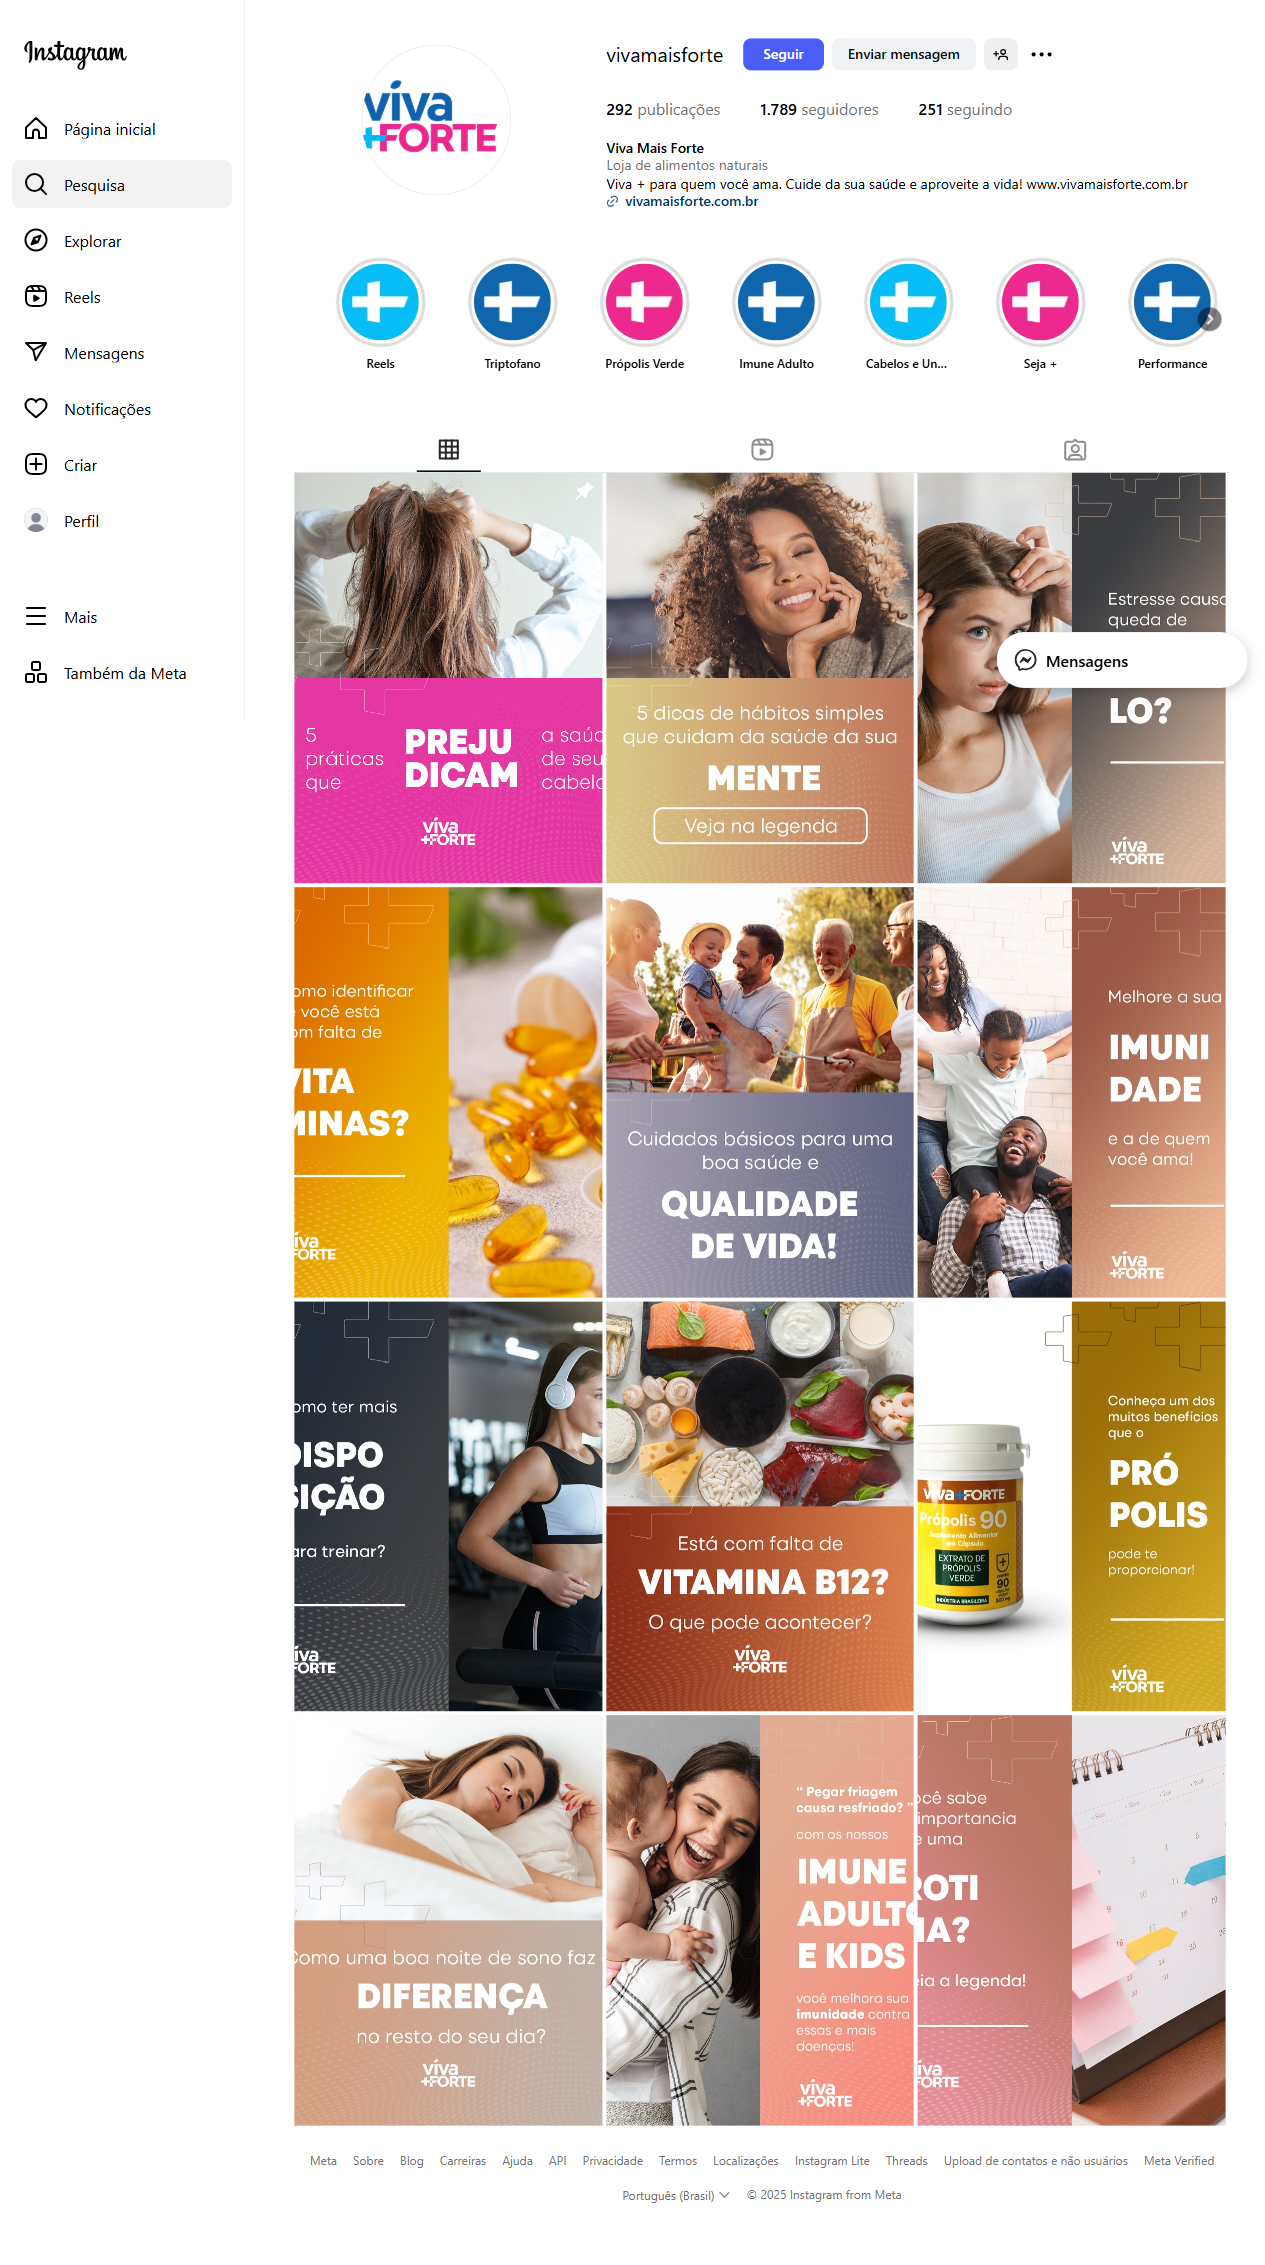 Instagram
Página inicial
Pesquisa
Explorar
Reels
Mensagens
Notificações
Criar
Perfil
Mais
Também da Meta
viva
+FORTE
vivamaisforte
Seguir
Enviar mensagem
292 publicações
1.789 seguidores
251 seguindo
Viva Mais Forte
Loja de alimentos naturais
Viva + para quem você ama. Cuide da sua saúde e aproveite a vida! www.vivamaisforte.com.br
vivamaisforte.com.br
Reels
Triptofano
Própolis Verde
Imune Adulto
Cabelos e Un...
Seja +
Performance
5
práticas
que
PREJU
DICAM
a saúd
de seu
cabelo
viva
+FORTE
5 dicas de hábitos simples
que cuidam da saúde da sua
MENTE
Veja na legenda
Estresse causa
queda de
LO?
viva
+FORTE
Mensagens
omo identificar
e você está
om falta de
VITA
MINAS?
iva
FORTE
Cuidados básicos para uma
boa saúde e
QUALIDADE
DE VIDA!
Melhore a sua
IMUNI
DADE
e a de quem
você ama!
viva
+FORTE
omo ter mais
DISPO
SIÇÃO
ara treinar?
iva
FORTE
Está com falta de
VITAMINA B12?
O que pode acontecer?
viva
+FORTE
viva+FORTE
Própolis 90
Suplemento Alimentar
em Cápsula
EXTRATO DE
PRÓPOLIS
VERDE
90
INDÚSTRIA BRASILEIRA
Conheça um dos
muitos benefícios
que o
PRÓ
POLIS
pode te
proporcionar!
viva
+FORTE
Como uma boa noite de sono faz
DIFERENÇA
no resto do seu dia?
viva
+FORTE
“ Pegar friagem
causa resfriado? ”
com os nossos
IMUNE
ADULTO
E KIDS
você melhora sua
imunidade contra
essas e mais
doenças!
viva
+FORTE
ocê sabe
importancia
e uma
ROTI
NA?
eia a legenda!
iva
FORTE
Meta
Sobre
Blog
Carreiras
Ajuda
API
Privacidade
Termos
Localizações
Instagram Lite
Threads
Upload de contatos e não usuários
Meta Verified
Português (Brasil)
© 2025 Instagram from Meta